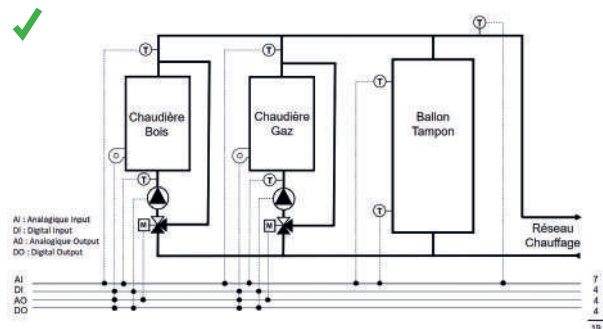 T
T
T
Chaudière
Bois
Chaudière
Gaz
Ballon
Tampon
T
T
T
T
M
M
AI : Analogique Input
DI : Digital Input
AO : Analogique Output
DO : Digital Output
Réseau
Chauffage
AI 7
DI 4
AO 4
DO 4
19